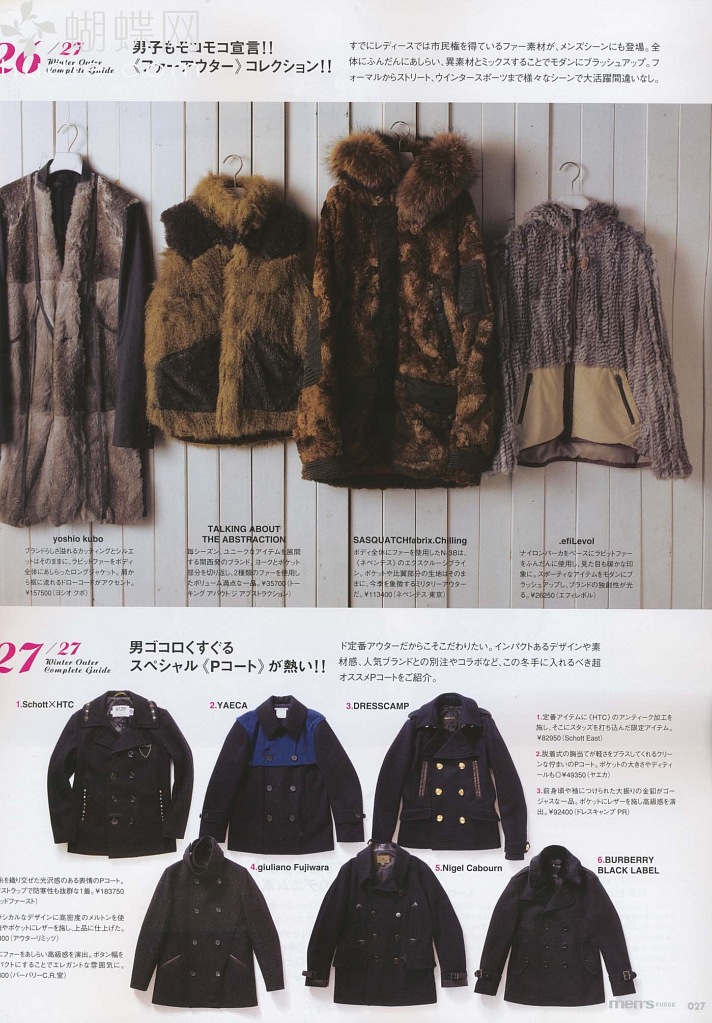 蝴蝶网
26/27
Winter Outer
Complete Guide
男子もモコモコ宣言!!
《ファーアウター》コレクション!!
すでにレディースでは市民権を得ているファー素材が、メンズシーンにも登場。全
体にふんだんにあしらい、異素材とミックスすることでモダンにブラッシュアップ。フ
ォーマルからストリート、ウインタースポーツまで様々なシーンで大活躍間違いなし。
yoshio kubo
ブランドらしさ溢れるカッティングとシルエ
ットはそのままに、ラビットファーをボディ
全体にあしらったロングジャケット。肩か
ら裾に流れるドローコードがアクセント。
¥157500（ヨシオ クボ）
TALKING ABOUT
THE ABSTRACTION
毎シーズン、ユニークなアイテムを展開
する関西発のブランド。ヨークとポケット
部分を切り返し、2種類のファーを使用し
たボリューム満点な一品。¥35700（トー
キング アバウト ジ アブストラクション）
SASQUATCHfabrix.Chilling
ボディ全体にファーを使用したN-3Bは、
〈ネペンテス〉のエクスクルーシブライ
ン。ポケットや比翼部分の生地はそのま
まに、今季を象徴するミリタリーアウター
だ。¥113400（ネペンテス 東京）
.efiLevol
ナイロンパーカをベースにラビットファー
をふんだんに使用し、見た目も暖かな印
象に。スポーティなアイテムをモダンにブ
ラッシュアップし、ブランドの独創性が光
る。¥26250（エフィレボル）
27/27
Winter Outer
Complete Guide
男ゴコロくすぐる
スペシャル《Pコート》が熱い!!
ド定番アウターだからこそこだわりたい。インパクトあるデザインや素
材感、人気ブランドとの別注やコラボなど、この冬手に入れるべき超
オススメPコートをご紹介。
1.Schott×HTC
2.YAECA
3.DRESSCAMP
1.定番アイテムに〈HTC〉のアンティーク加工を
施し、そこにスタッズを打ち込んだ限定アイテム。
¥82950（Schott East）
2.脱着式の胸当てが軽さをプラスしてくれるクリー
ンな佇まいのPコート。ポケットの大きさやディティ
ールも◎¥49350（ヤエカ）
3.前身頃や袖につけられた大振りの金釦がゴー
ジャスな一品。ポケットにレザーを施し高級感を演
出。¥92400（ドレスキャンプ PR）
4.giuliano Fujiwara
5.Nigel Cabourn
6.BURBERRY
BLACK LABEL
糸を織り交ぜた光沢感のある表情のPコート。
ストラップで防寒性も抜群な1着。¥183750
ッドファースト）
ラシカルなデザインに高密度のメルトンを使
やポケットにレザーを施し、上品に仕上げた。
00（アウターリミッツ）
にファーをあしらい高級感を演出。ボタン幅を
パクトにすることでエレガントな雰囲気に。
00（バーバリーC.R.室）
men's FUDGE 027